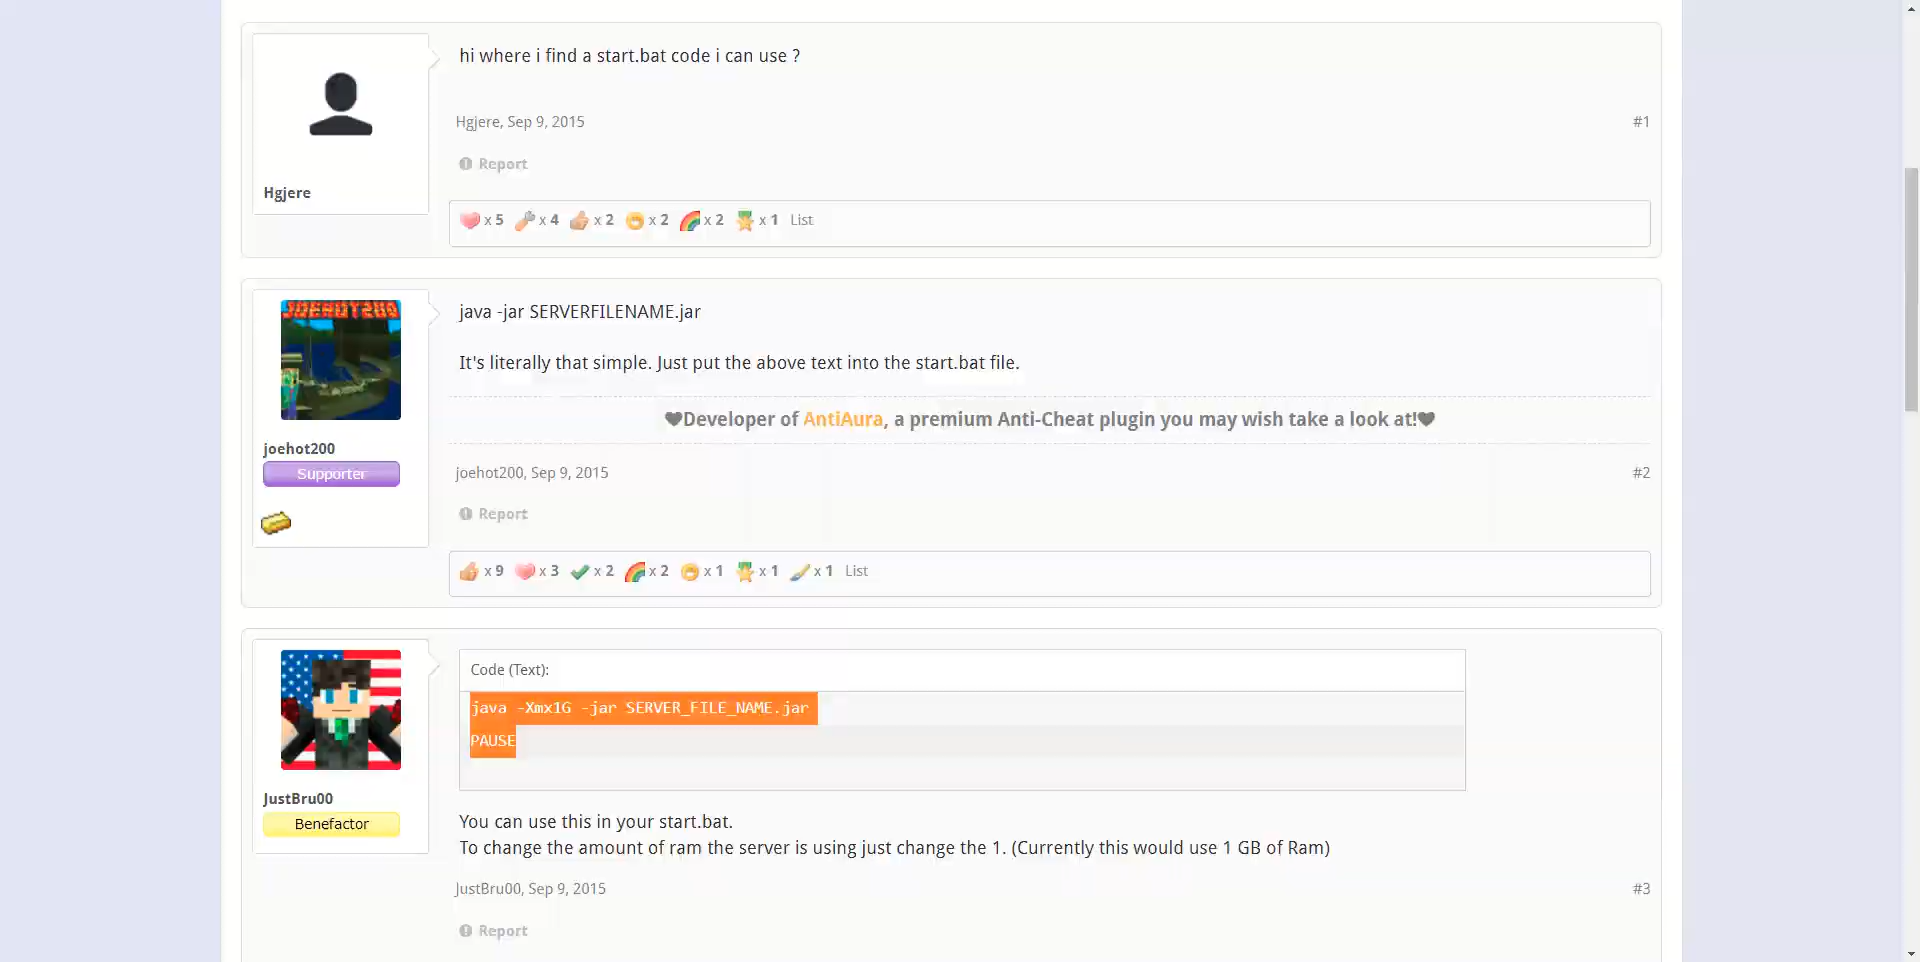 hi where i find a start.bat code i can use ?
Hgjere, Sep 9, 2015
#1
Report
Hgjere
x 5 x 4 x 2 x 2 x 2 x 1 List
JOEHOT200
java -jar SERVERFILENAME.jar
It's literally that simple. Just put the above text into the start.bat file.
❤Developer of AntiAura, a premium Anti-Cheat plugin you may wish take a look at!❤
joehot200
Supporter
joehot200, Sep 9, 2015
#2
Report
x 9 x 3 x 2 x 2 x 1 x 1 x 1 List
Code (Text):
java -Xmx1G -jar SERVER_FILE_NAME.jar
PAUSE
JustBru00
Benefactor
You can use this in your start.bat.
To change the amount of ram the server is using just change the 1. (Currently this would use 1 GB of Ram)
JustBru00, Sep 9, 2015
#3
Report